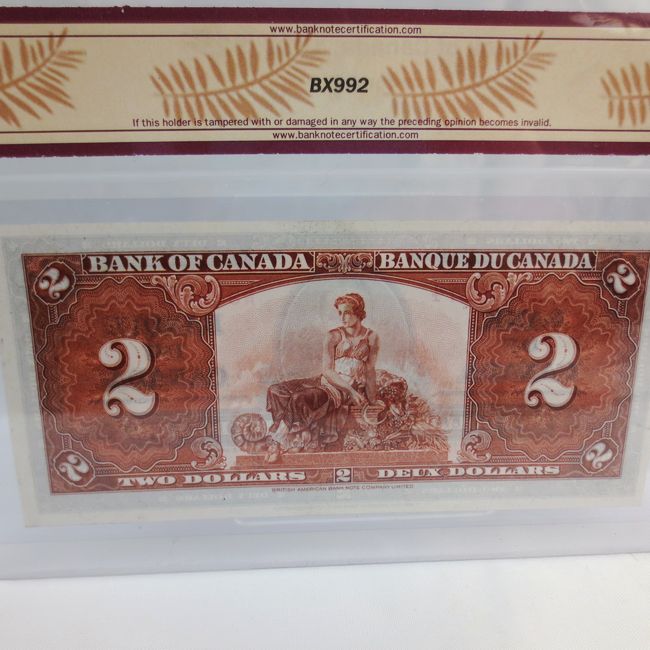 www.banknotecertification.com
BX992
If this holder is tampered with or damaged in any way the preceding opinion becomes invalid.
www.banknotecertification.com
2 BANK OF CANADA BANQUE DU CANADA 2
2 2
2 TWO DOLLARS 2 DEUX DOLLARS 2
BRITISH AMERICAN BANK NOTE COMPANY LIMITED